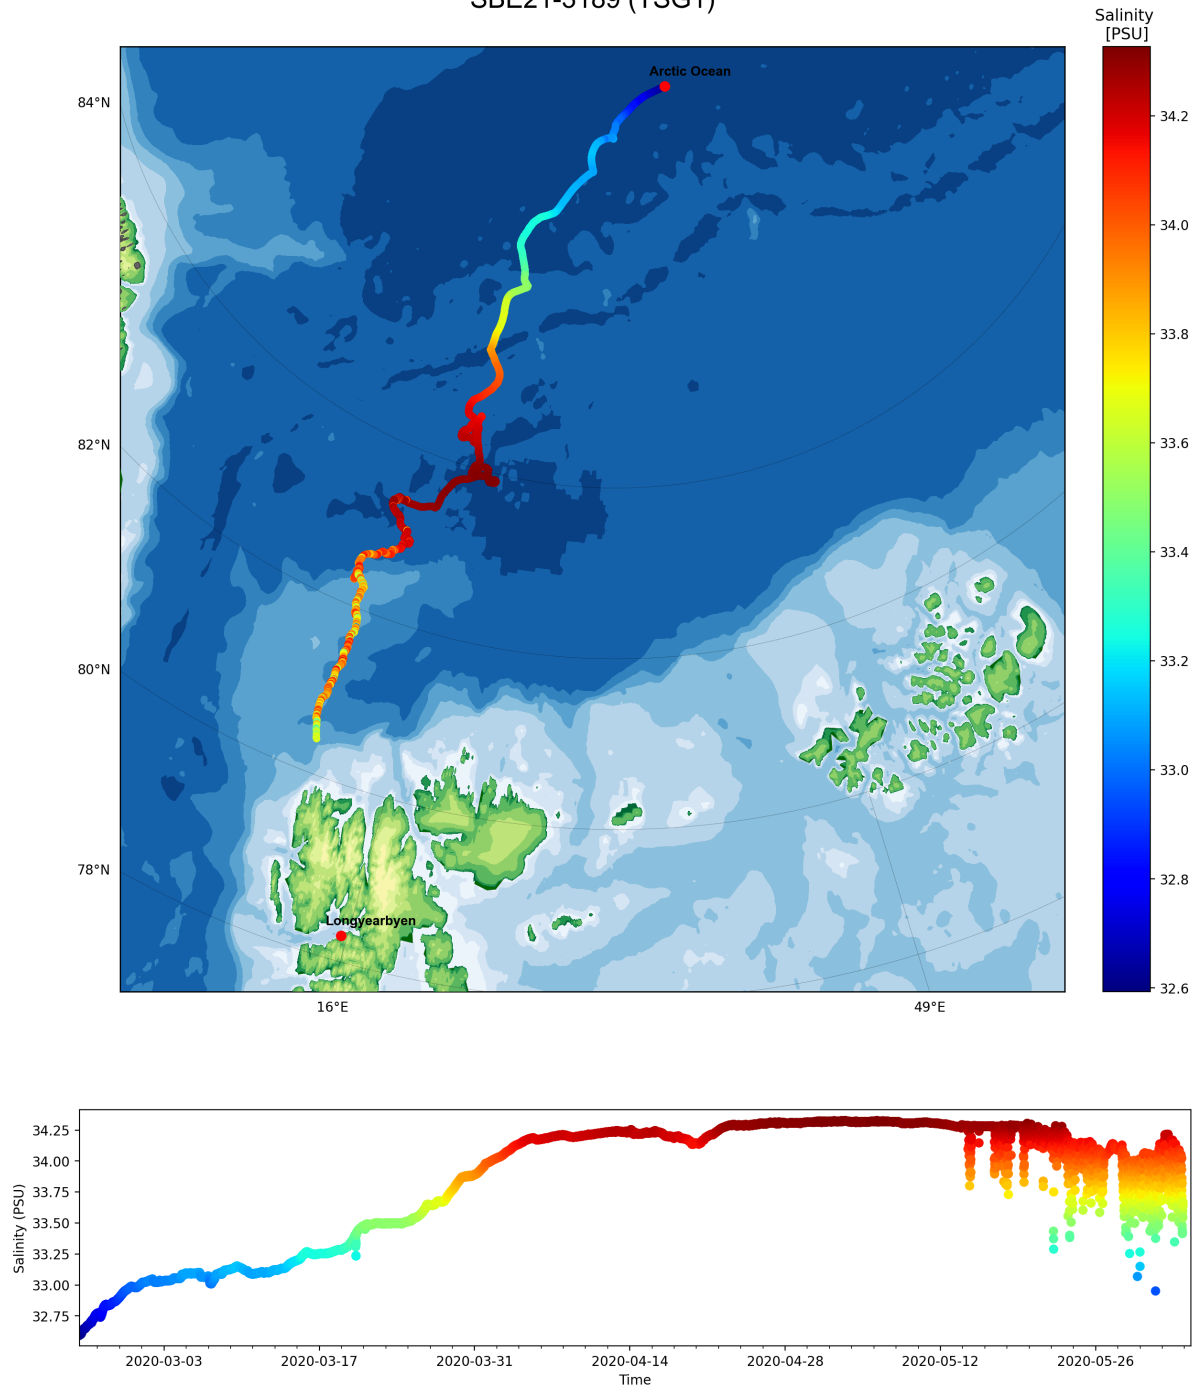 SBE21-3189 (TSG1)
Salinity
[PSU]
Arctic Ocean
84°N
82°N
80°N
78°N
Longyearbyen
16°E
49°E
34.2
34.0
33.8
33.6
33.4
33.2
33.0
32.8
32.6
34.25
34.00
33.75
33.50
33.25
33.00
32.75
Salinity (PSU)
2020-03-03
2020-03-17
2020-03-31
2020-04-14
2020-04-28
2020-05-12
2020-05-26
Time